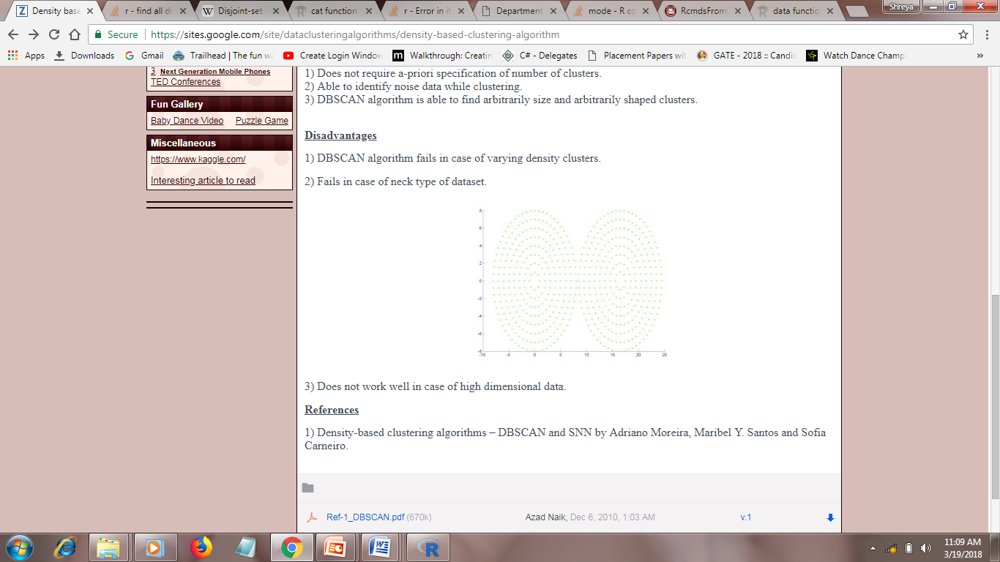 Density base
r - find all di
Disjoint-set
cat function
r - Error in if
Department
mode - R co
RcmdsFrom
data functio
Shreya
Secure
https://sites.google.com/site/dataclusteringalgorithms/density-based-clustering-algorithm
Apps
Downloads
Gmail
Trailhead | The fun wa
Create Login Window
Walkthrough: Creatin
C# - Delegates
Placement Papers wit
GATE - 2018 :: Candic
Watch Dance Champ
»
3 Next Generation Mobile Phones
TED Conferences
Fun Gallery
Baby Dance Video Puzzle Game
Miscellaneous
https://www.kaggle.com/
Interesting article to read
1) Does not require a-priori specification of number of clusters.
2) Able to identify noise data while clustering.
3) DBSCAN algorithm is able to find arbitrarily size and arbitrarily shaped clusters.
Disadvantages
1) DBSCAN algorithm fails in case of varying density clusters.
2) Fails in case of neck type of dataset.
8
6
4
2
0
-2
-4
-6
-8
-10 -5 0 5 10 15 20 25
3) Does not work well in case of high dimensional data.
References
1) Density-based clustering algorithms – DBSCAN and SNN by Adriano Moreira, Maribel Y. Santos and Sofia
Carneiro.
Ref-1_DBSCAN.pdf (670k)
Azad Naik, Dec 6, 2010, 1:03 AM
v.1
11:09 AM
3/19/2018